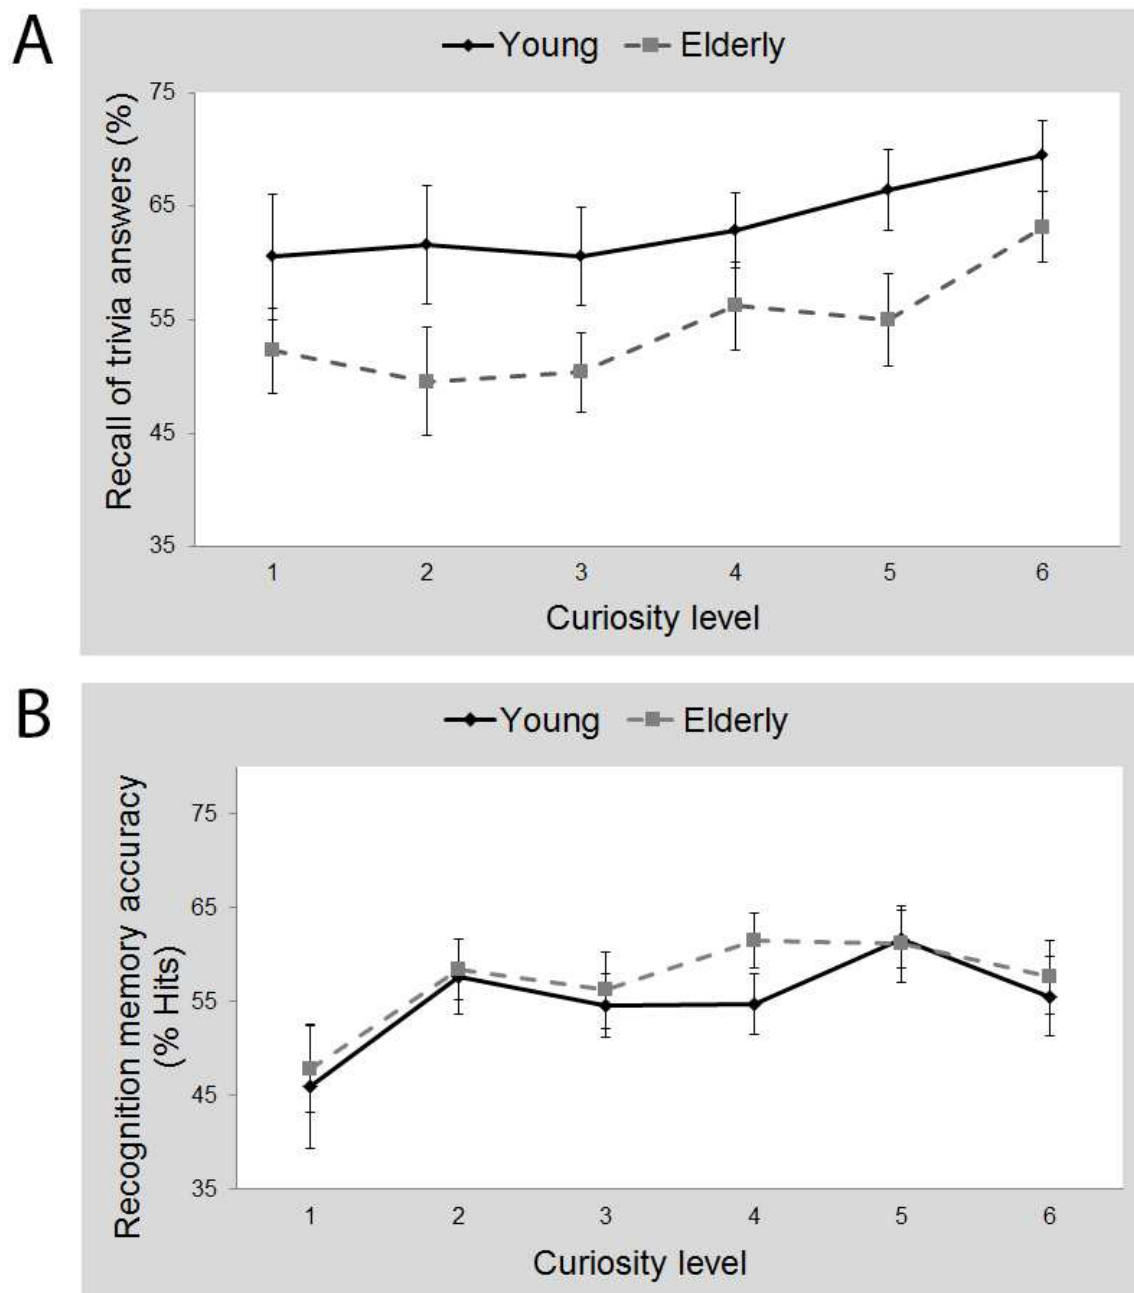 A
Young Elderly
Recall of trivia answers (%)
75
65
55
45
35
1 2 3 4 5 6
Curiosity level
B
Young Elderly
Recognition memory accuracy
(% Hits)
75
65
55
45
35
1 2 3 4 5 6
Curiosity level